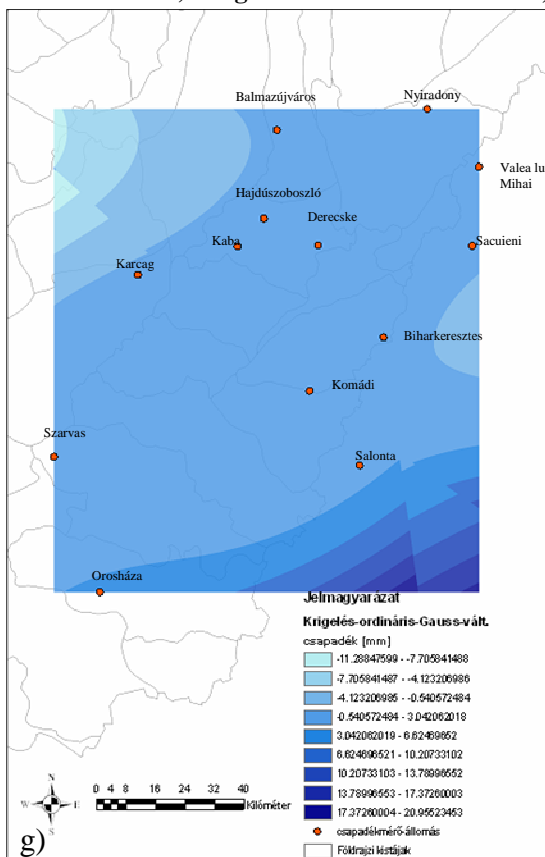 Balmazújváros
Nyiradony
Valea lu
Mihai
Hajdúszoboszló
Derecske
Kaba
Sacuieni
Karcag
Biharkeresztes
Komádi
Szarvas
Salonta
Orosháza
Jelmagyarázat
Krigelés-ordináris-Gauss-vált.
csapadék [mm]
-11.28847599 - -7.705841488
-7.705841487 - -4.123206986
-4.123206985 - -0.540572484
-0.540572484 - 3.042062018
3.042062019 - 6.62469652
6.624696521 - 10.20733102
10.20733103 - 13.78996552
13.78996553 - 17.37260003
17.37260004 - 20.95523453
csapadékmérő állomás
Földrajzi kistájak
N
W E
S
0 4 8 16 24 32 40
Kilométer
g)